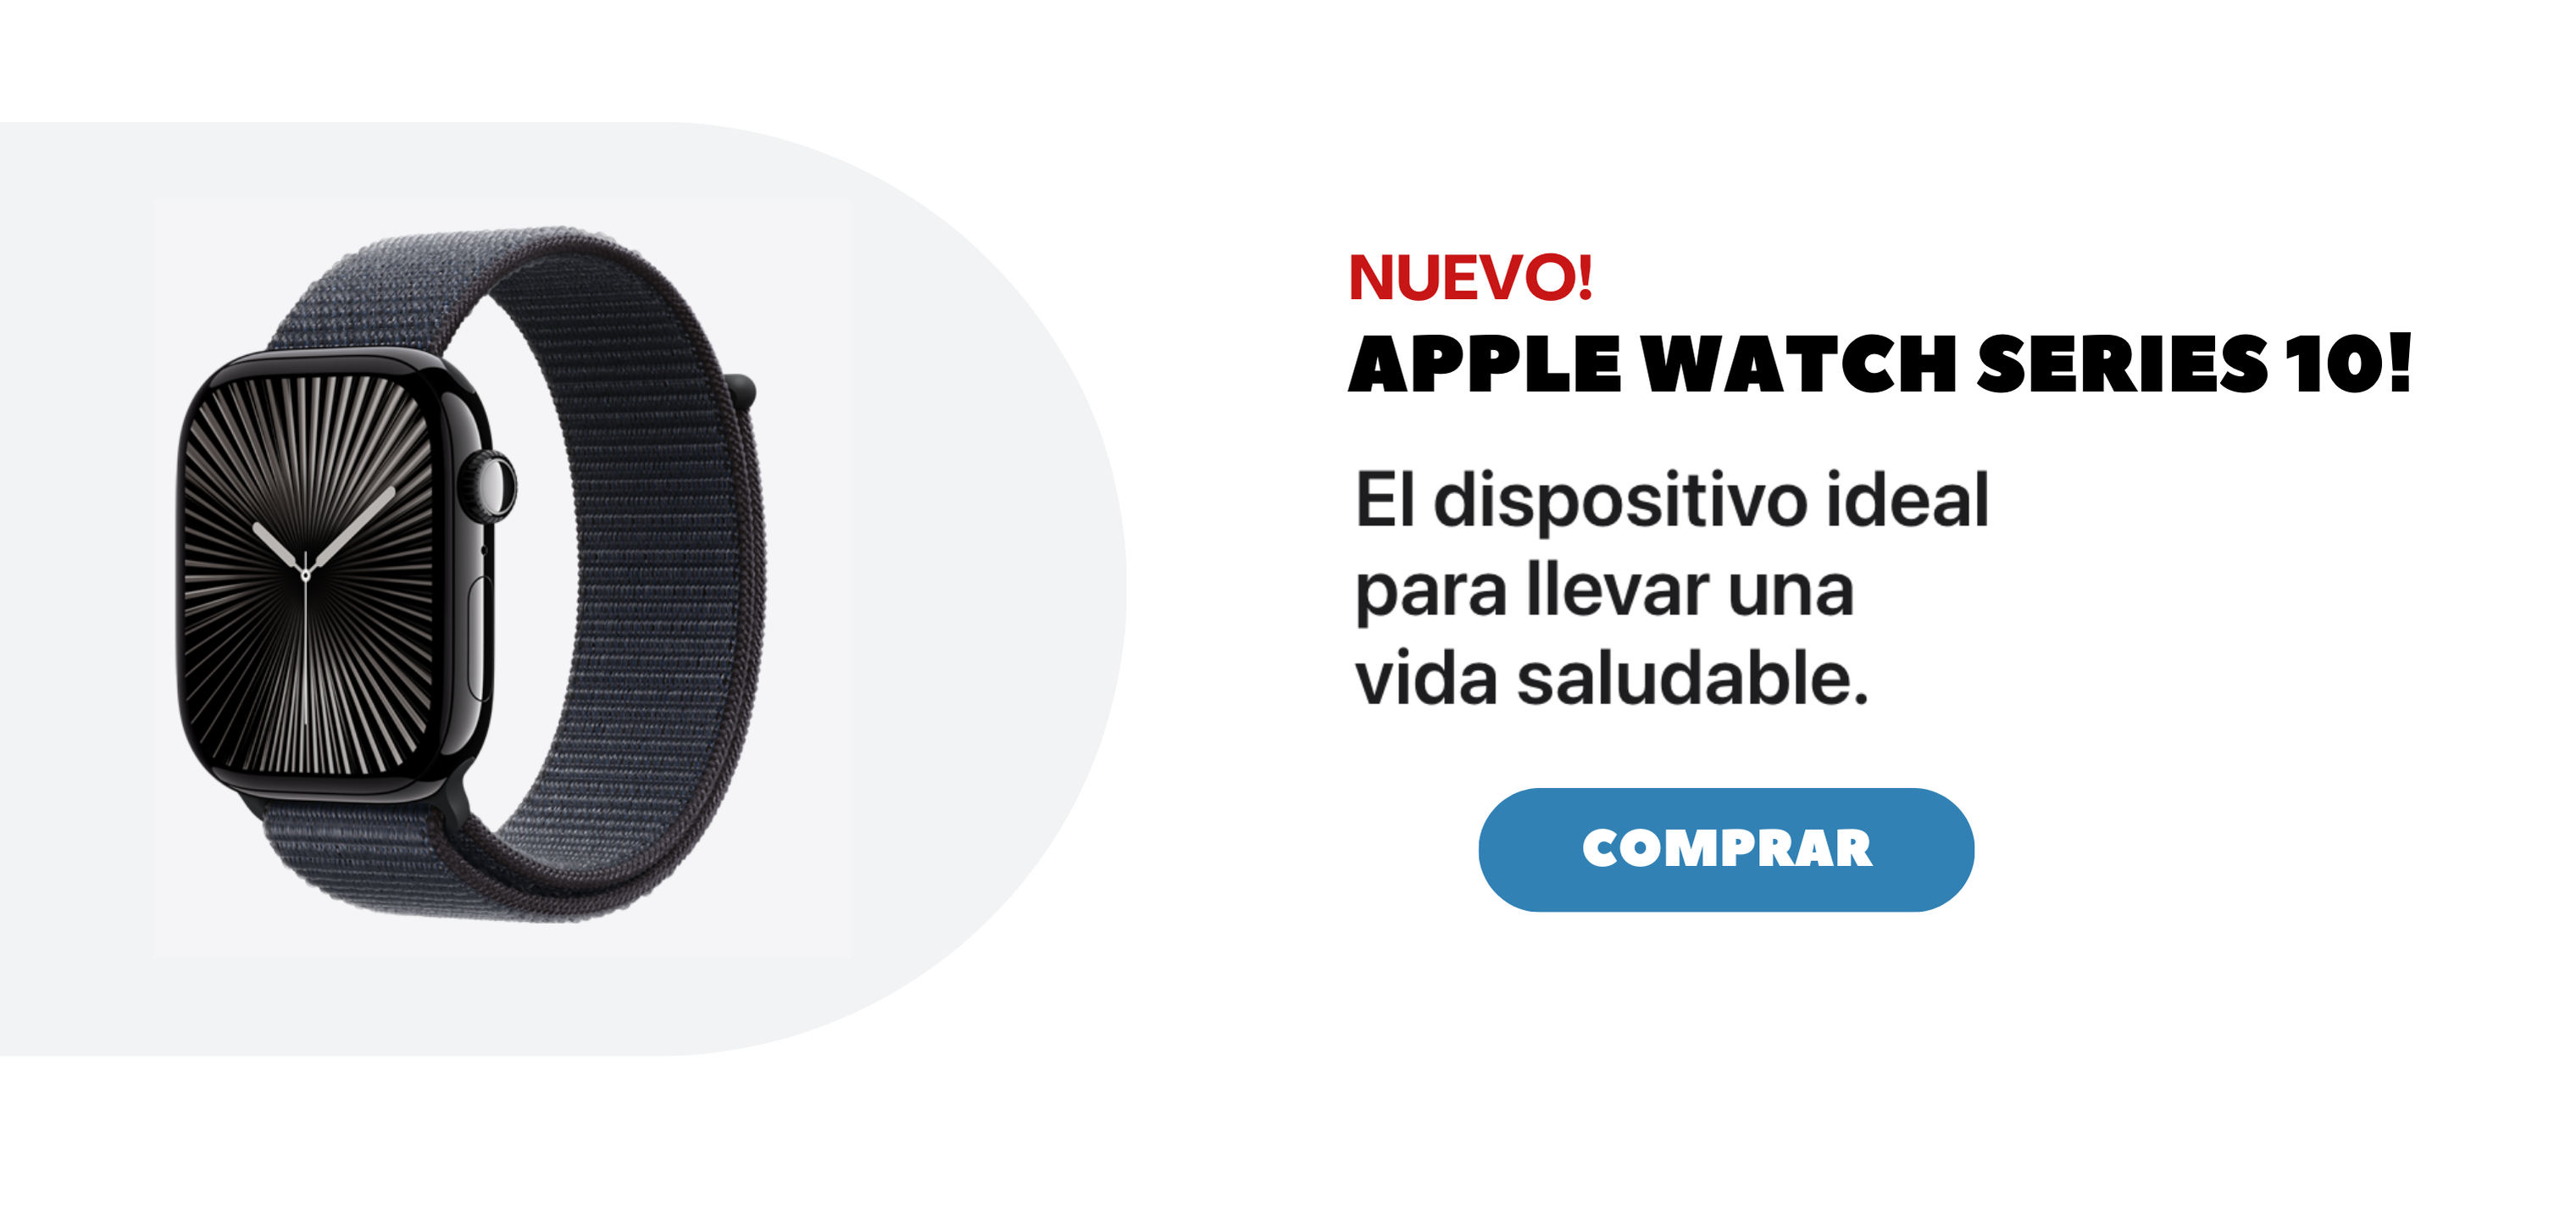 NUEVO!
APPLE WATCH SERIES 10!
El dispositivo ideal
para llevar una
vida saludable.
COMPRAR